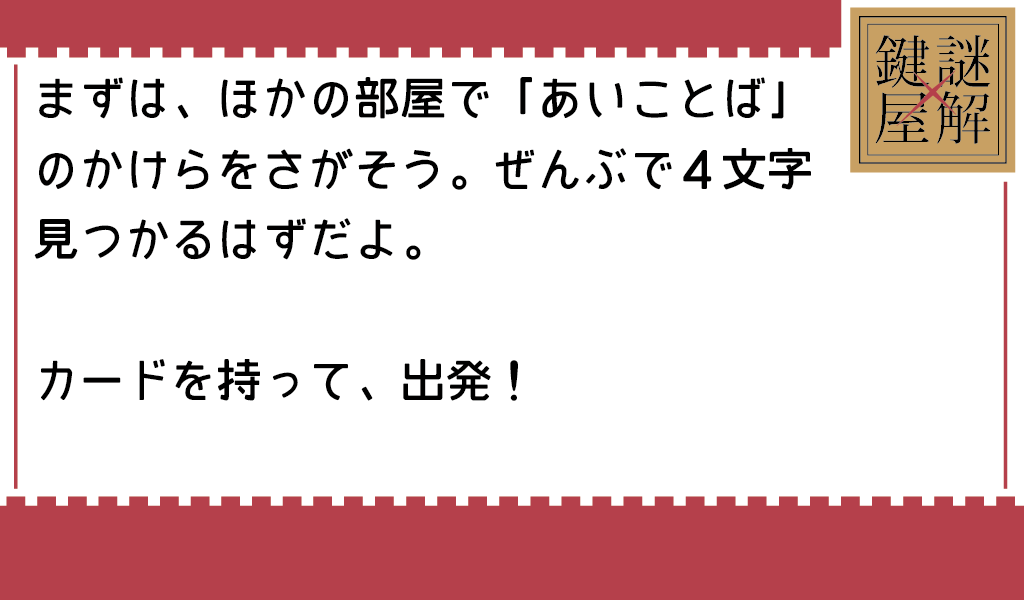 まずは、ほかの部屋で「あいことば」
のかけらをさがそう。ぜんぶで４文字
見つかるはずだよ。
カードを持って、出発！
謎解
×
鍵屋